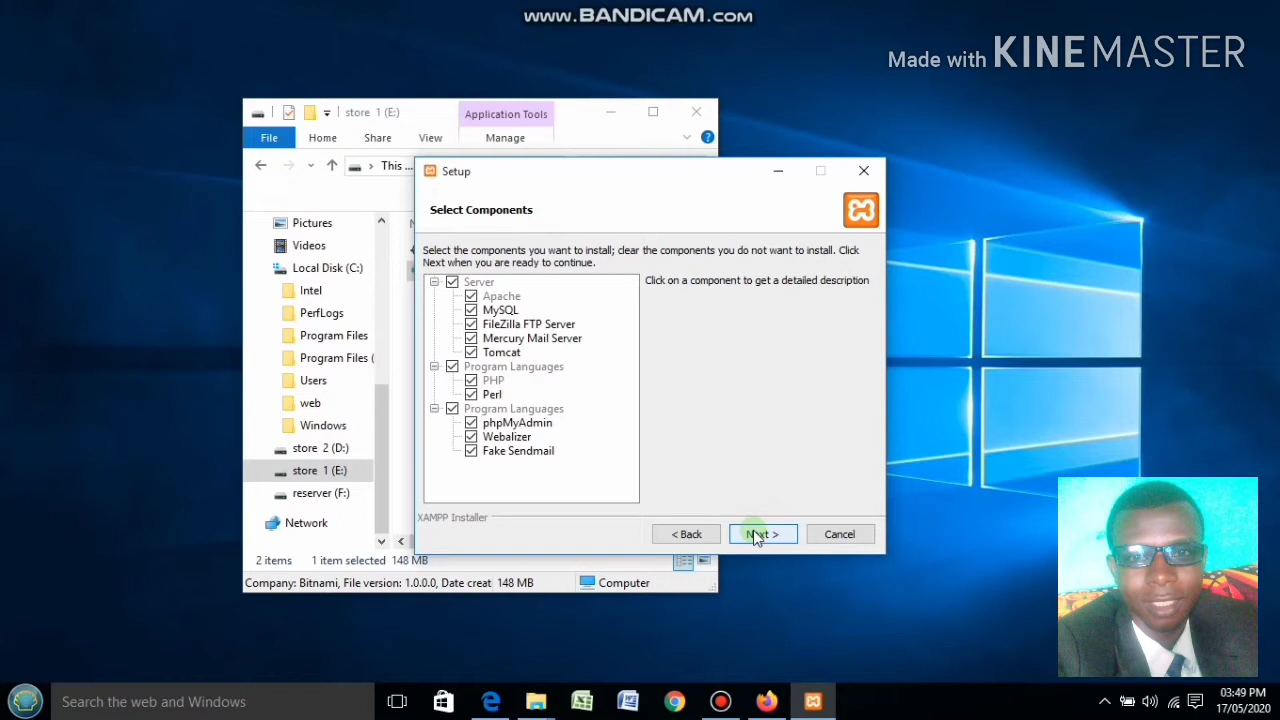 www.BANDICAM.com
Made with KINEMASTER
store 1 (E:)
Application Tools
File
Home
Share
View
Manage
This ...
Pictures
Videos
Local Disk (C:)
Intel
PerfLogs
Program Files
Program Files (
Users
web
Windows
store 2 (D:)
store 1 (E:)
reserver (F:)
Network
2 items
1 item selected 148 MB
Company: Bitnami, File version: 1.0.0.0, Date creat
148 MB
Computer
Setup
Select Components
Select the components you want to install; clear the components you do not want to install. Click
Next when you are ready to continue.
Server
Apache
MySQL
FileZilla FTP Server
Mercury Mail Server
Tomcat
Program Languages
PHP
Perl
Program Languages
phpMyAdmin
Webalizer
Fake Sendmail
Click on a component to get a detailed description
XAMPP Installer
< Back
Next >
Cancel
Search the web and Windows
03:49 PM
17/05/2020